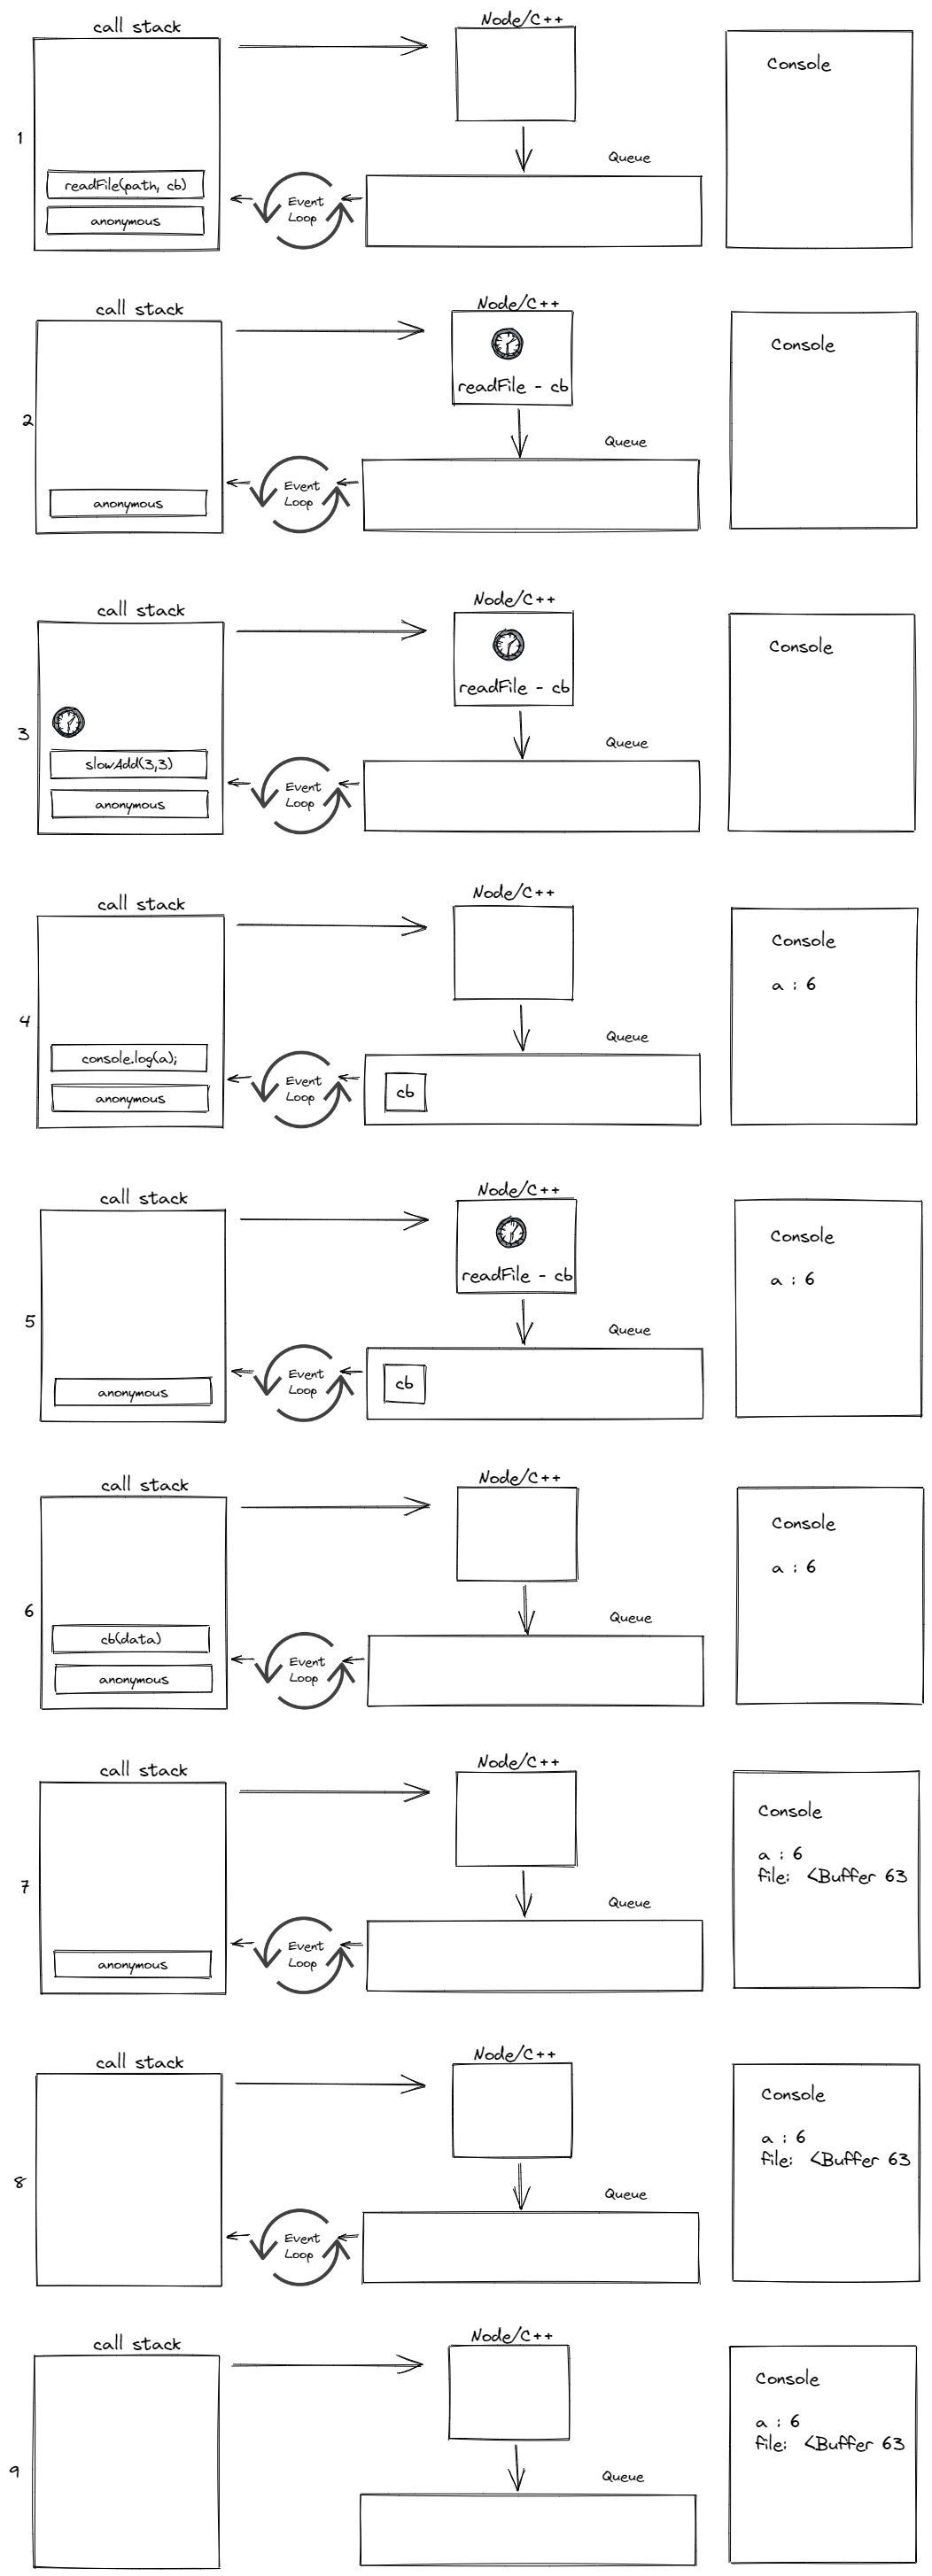 call stack
Node/C++
Console
1
Queue
readFile(path, cb)
Event
Loop
anonymous
call stack
Node/C++
Console
readFile - cb
2
Queue
Event
Loop
anonymous
call stack
Node/C++
Console
readFile - cb
3
Queue
slowAdd(3,3)
Event
Loop
anonymous
call stack
Node/C++
Console
a : 6
4
Queue
console.log(a);
Event
Loop
cb
anonymous
call stack
Node/C++
Console
readFile - cb
a : 6
5
Queue
Event
Loop
cb
anonymous
call stack
Node/C++
Console
a : 6
6
Queue
cb(data)
Event
Loop
anonymous
call stack
Node/C++
Console
a : 6
file: <Buffer 63
7
Queue
Event
Loop
anonymous
call stack
Node/C++
Console
a : 6
file: <Buffer 63
8
Queue
Event
Loop
call stack
Node/C++
Console
a : 6
file: <Buffer 63
9
Queue